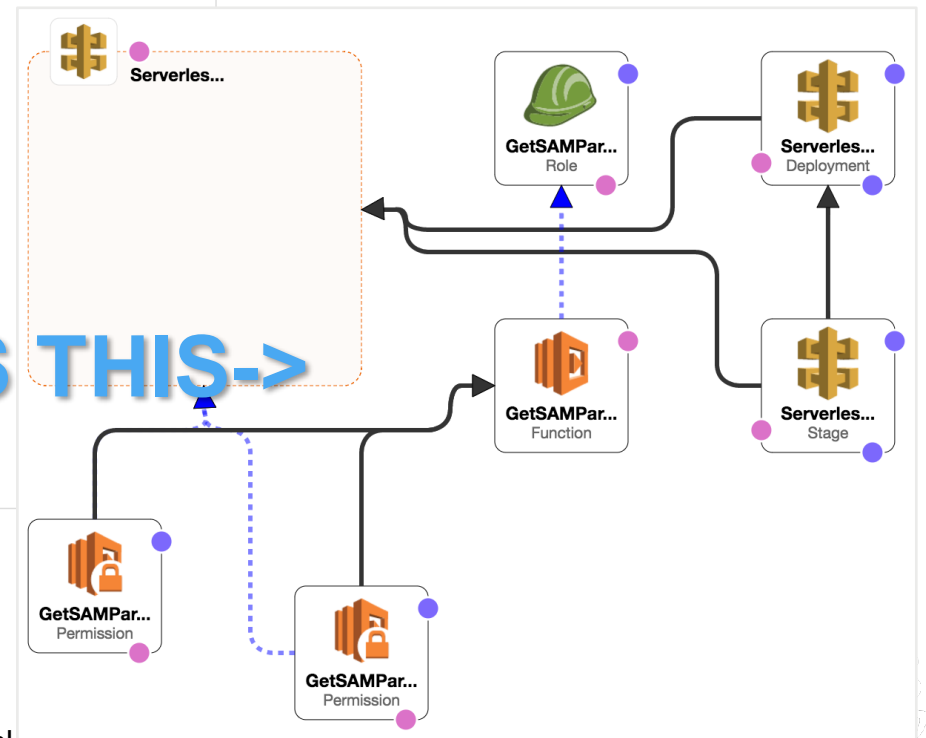 Serverles...
GetSAMPar...
Role
Serverles...
Deployment
S THIS->
GetSAMPar...
Function
Serverles...
Stage
GetSAMPar...
Permission
GetSAMPar...
Permission